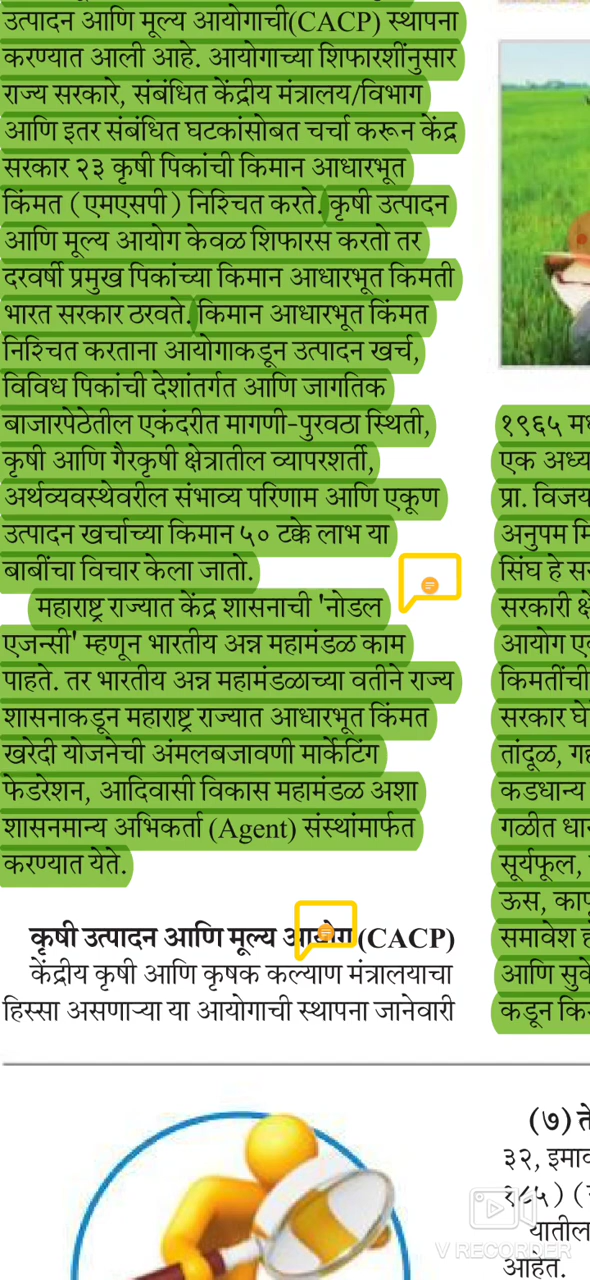 उत्पादन आणि मूल्य आयोगाची(CACP) स्थापना
करण्यात आली आहे. आयोगाच्या शिफारशींनुसार
राज्य सरकारे, संबंधित केंद्रीय मंत्रालय/विभाग
आणि इतर संबंधित घटकांसोबत चर्चा करून केंद्र
सरकार २३ कृषी पिकांची किमान आधारभूत
किंमत (एमएसपी) निश्चित करते. कृषी उत्पादन
आणि मूल्य आयोग केवळ शिफारस करतो तर
दरवर्षी प्रमुख पिकांच्या किमान आधारभूत किमती
भारत सरकार ठरवते. किमान आधारभूत किंमत
निश्चित करताना आयोगाकडून उत्पादन खर्च,
विविध पिकांची देशांतर्गत आणि जागतिक
बाजारपेठेतील एकंदरीत मागणी-पुरवठा स्थिती,
कृषी आणि गैरकृषी क्षेत्रातील व्यापरशर्ती,
अर्थव्यवस्थेवरील संभाव्य परिणाम आणि एकूण
उत्पादन खर्चाच्या किमान ५० टक्के लाभ या
बाबींचा विचार केला जातो.
महाराष्ट्र राज्यात केंद्र शासनाची 'नोडल
एजन्सी' म्हणून भारतीय अन्न महामंडळ काम
पाहते. तर भारतीय अन्न महामंडळाच्या वतीने राज्य
शासनाकडून महाराष्ट्र राज्यात आधारभूत किंमत
खरेदी योजनेची अंमलबजावणी मार्केटिंग
फेडरेशन, आदिवासी विकास महामंडळ अशा
शासनमान्य अभिकर्ता (Agent) संस्थांमार्फत
करण्यात येते.
कृषी उत्पादन आणि मूल्य आयोग (CACP)
केंद्रीय कृषी आणि कृषक कल्याण मंत्रालयाचा
हिस्सा असणाऱ्या या आयोगाची स्थापना जानेवारी
१९६५
एक
प्रा. विजय
अनुपम
सिंघ हे
सरकारी
आयोग
किमतींची
सरकार
तांदूळ,
कडधान्य
गळीत
सूर्यफूल,
ऊस,
समावेश
आणि
कडून
(७)
३२,
१८५) (
यातील
आहेत.
V RECORDER